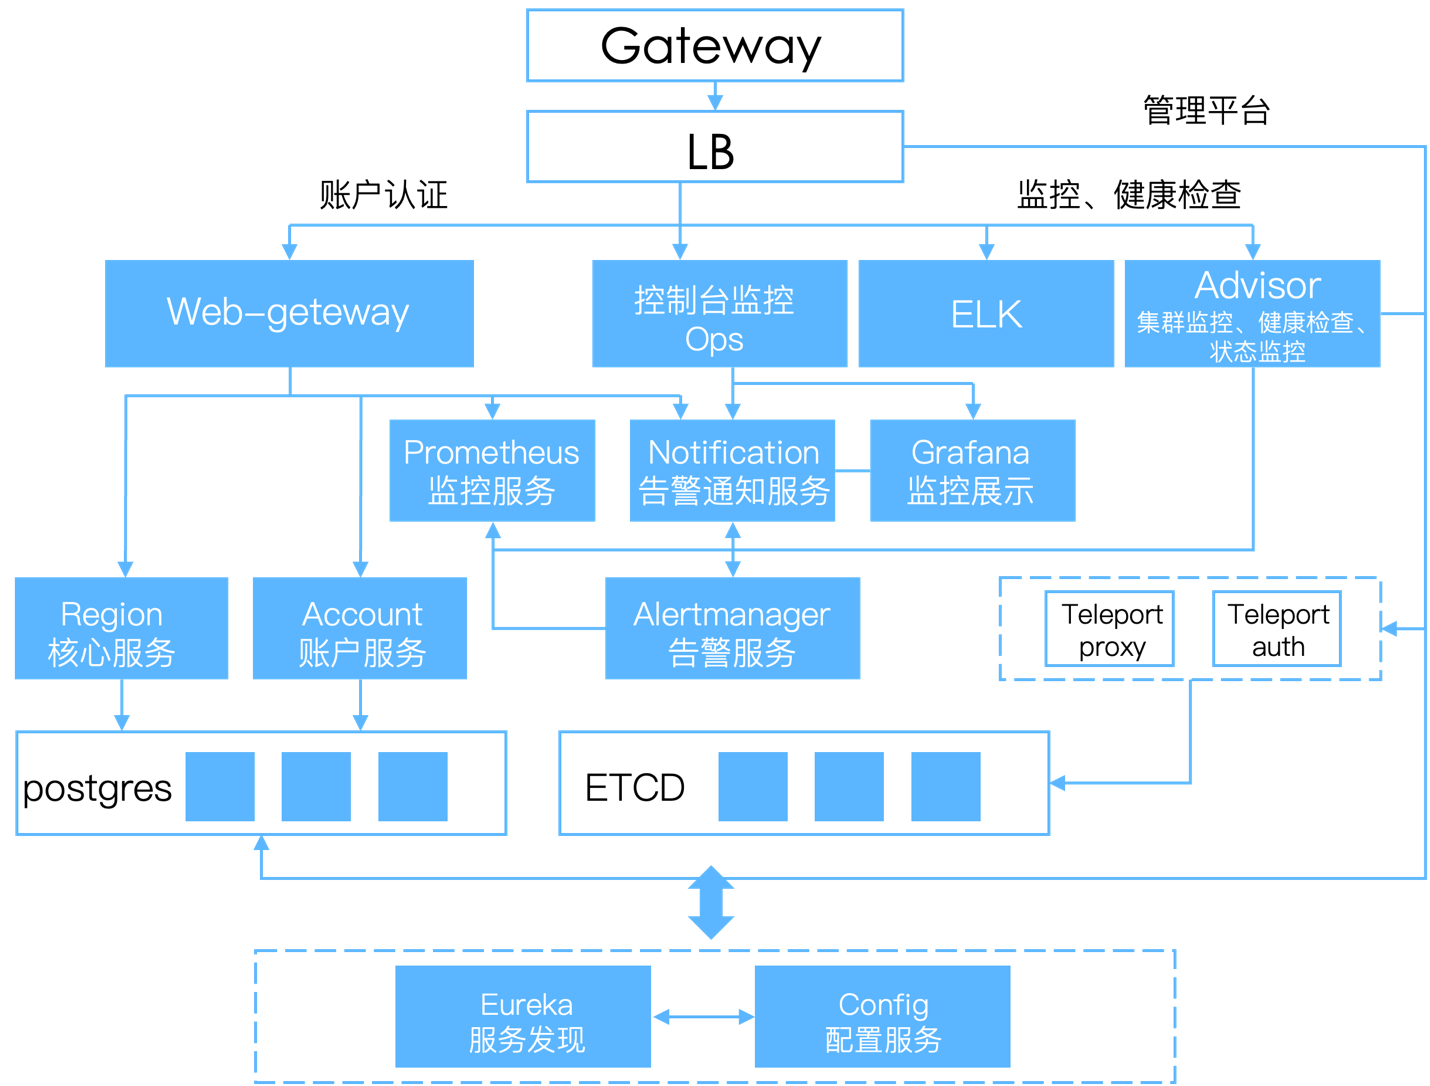 Gateway
管理平台
LB
账户认证
监控、健康检查
Web-geteway
控制台监控
Ops
ELK
Advisor
集群监控、健康检查、
状态监控
Prometheus
监控服务
Notification
告警通知服务
Grafana
监控展示
Region
核心服务
Account
账户服务
Alertmanager
告警服务
Teleport
proxy
Teleport
auth
postgres
ETCD
Eureka
服务发现
Config
配置服务